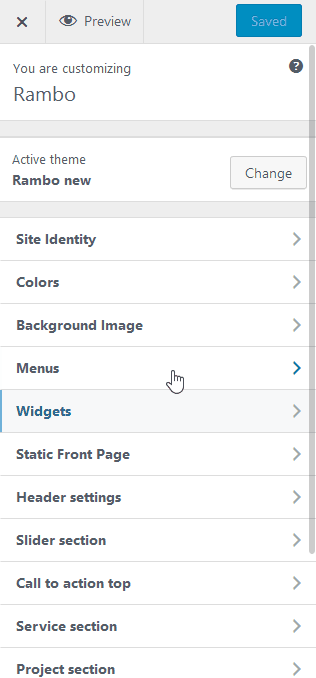 Preview
Saved
You are customizing
Rambo
Active theme
Rambo new
Change
Site Identity
Colors
Background Image
Menus
Widgets
Static Front Page
Header settings
Slider section
Call to action top
Service section
Project section